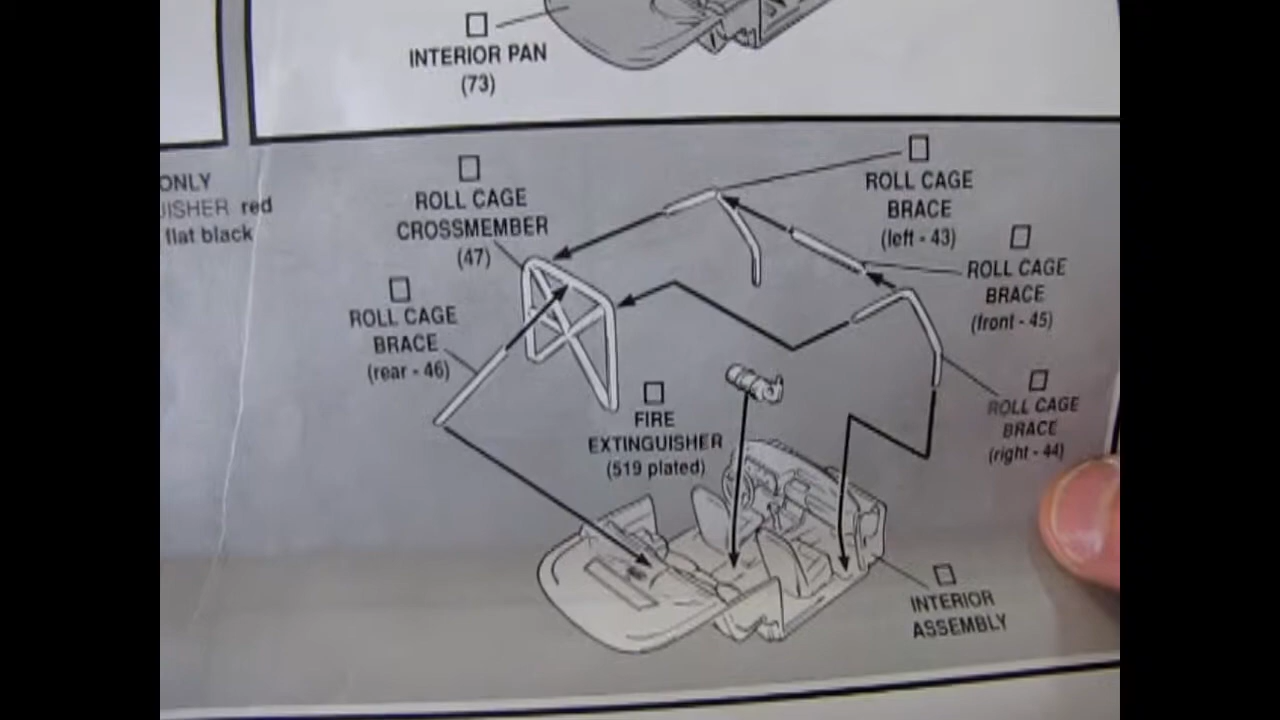 INTERIOR PAN
(73)
ONLY
UISHER red
flat black
ROLL CAGE
CROSSMEMBER
(47)
ROLL CAGE
BRACE
(rear - 46)
ROLL CAGE
BRACE
(left - 43)
ROLL CAGE
BRACE
(front - 45)
ROLL CAGE
BRACE
(right - 44)
FIRE
EXTINGUISHER
(519 plated)
INTERIOR
ASSEMBLY